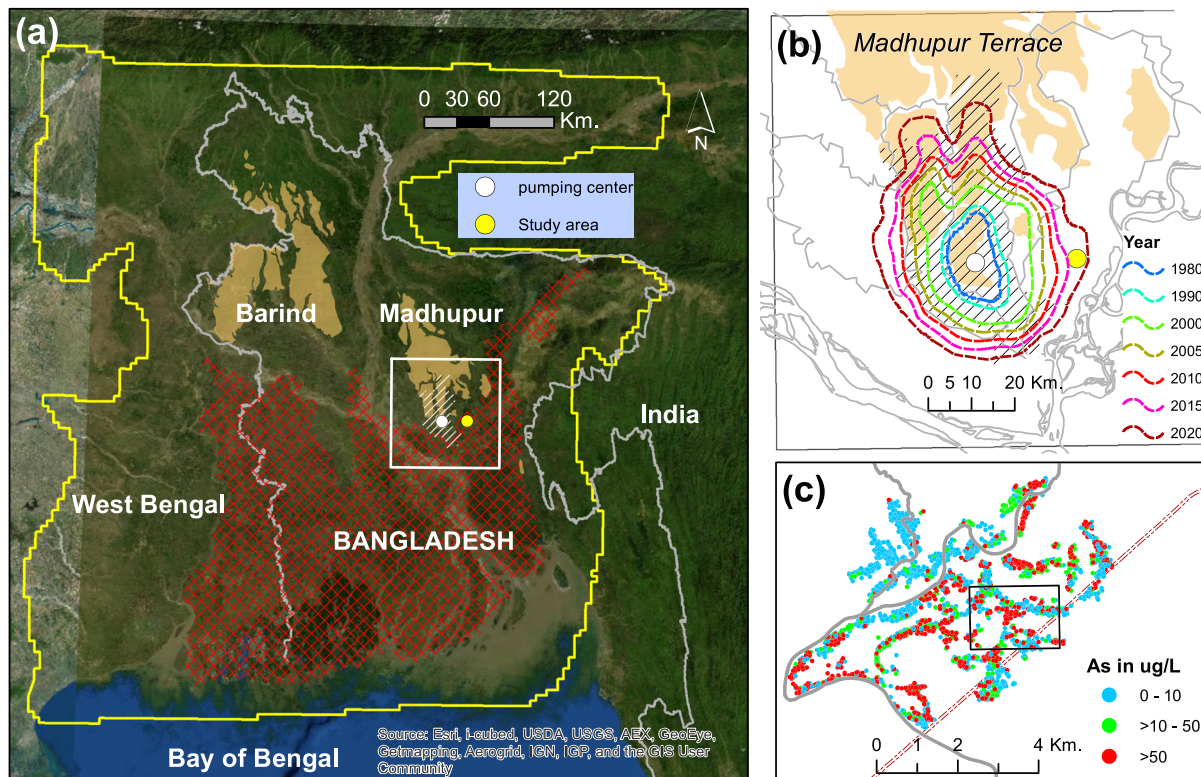 (a)
0 30 60 120
Km.
N
pumping center
Study area
Barind
Madhupur
India
West Bengal
BANGLADESH
Bay of Bengal
Source: Esri, i-cubed, USDA, USGS, AEX, GeoEye,
Getmapping, Aerogrid, IGN, IGP, and the GIS User
Community
(b)
Madhupur Terrace
Year
1980
1990
2000
2005
2010
2015
2020
0 5 10 20 Km.
(c)
As in ug/L
0 - 10
>10 - 50
>50
0 1 2 4 Km.